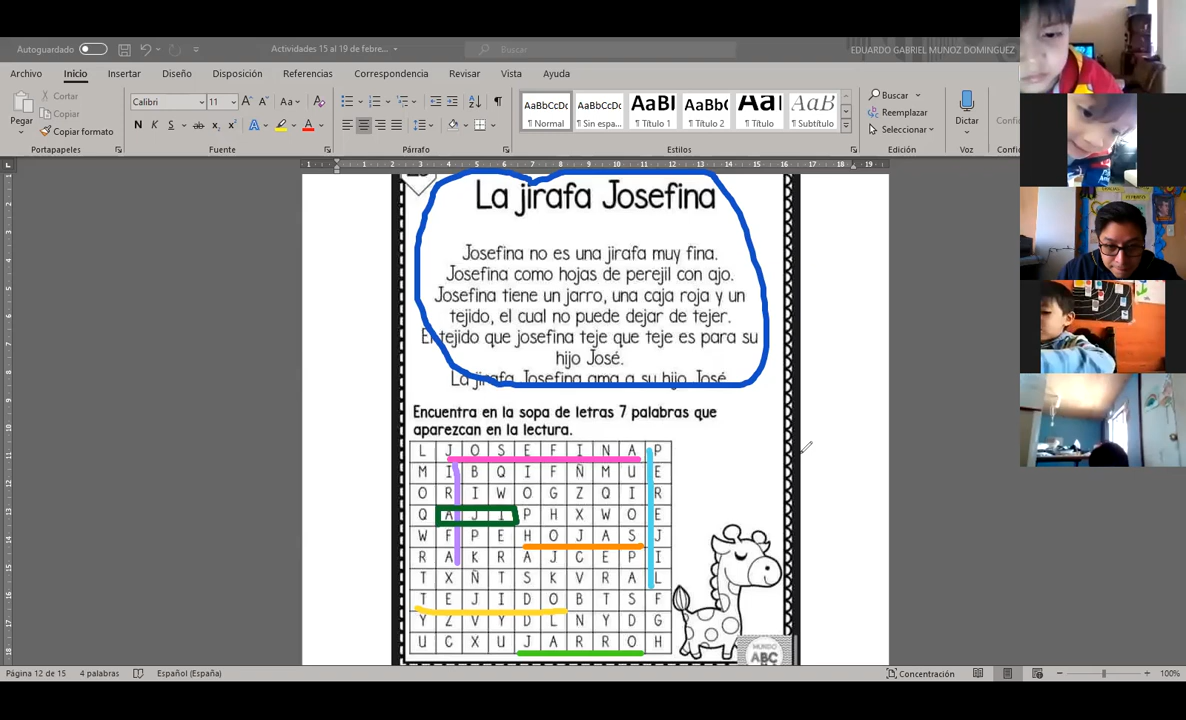 Autoguardado
Actividades 15 al 19 de febre...
Buscar
EDUARDO GABRIEL MUNOZ DOMINGUEZ
Archivo Inicio Insertar Diseño Disposición Referencias Correspondencia Revisar Vista Ayuda
Pegar
Cortar
Copiar
Copiar formato
Portapapeles
Calibri 11
Fuente
Párrafo
AaBbCcDc
Normal
AaBbCcDc
Sin espa...
AaBl
Título 1
AaBbC
Título 2
Aal
Título
AaB
Subtítulo
Estilos
Buscar
Reemplazar
Seleccionar
Edición
Dictar
Voz
Confi
La jirafa Josefina
Josefina no es una jirafa muy fina.
Josefina como hojas de perejil con ajo.
Josefina tiene un jarro, una caja roja y un
tejido, el cual no puede dejar de tejer.
El tejido que josefina teje que teje es para su
hijo José.
La jirafa Josefina ama a su hijo José
Encuentra en la sopa de letras 7 palabras que
aparezcan en la lectura.
L J O S E F I N A P
M I B Q I F Ñ M U E
O R I W O G Z Q I R
Q A J I P H X W O E
W F P E H O J A S J
R A K R A J C E P I
T X Ñ T S K V R A L
T E J I D O B T S F
Y Z V Y D L N Y D G
U C X U J A R R O H
MUNDO
ABC
Página 12 de 15 4 palabras Español (España) Concentración 100%